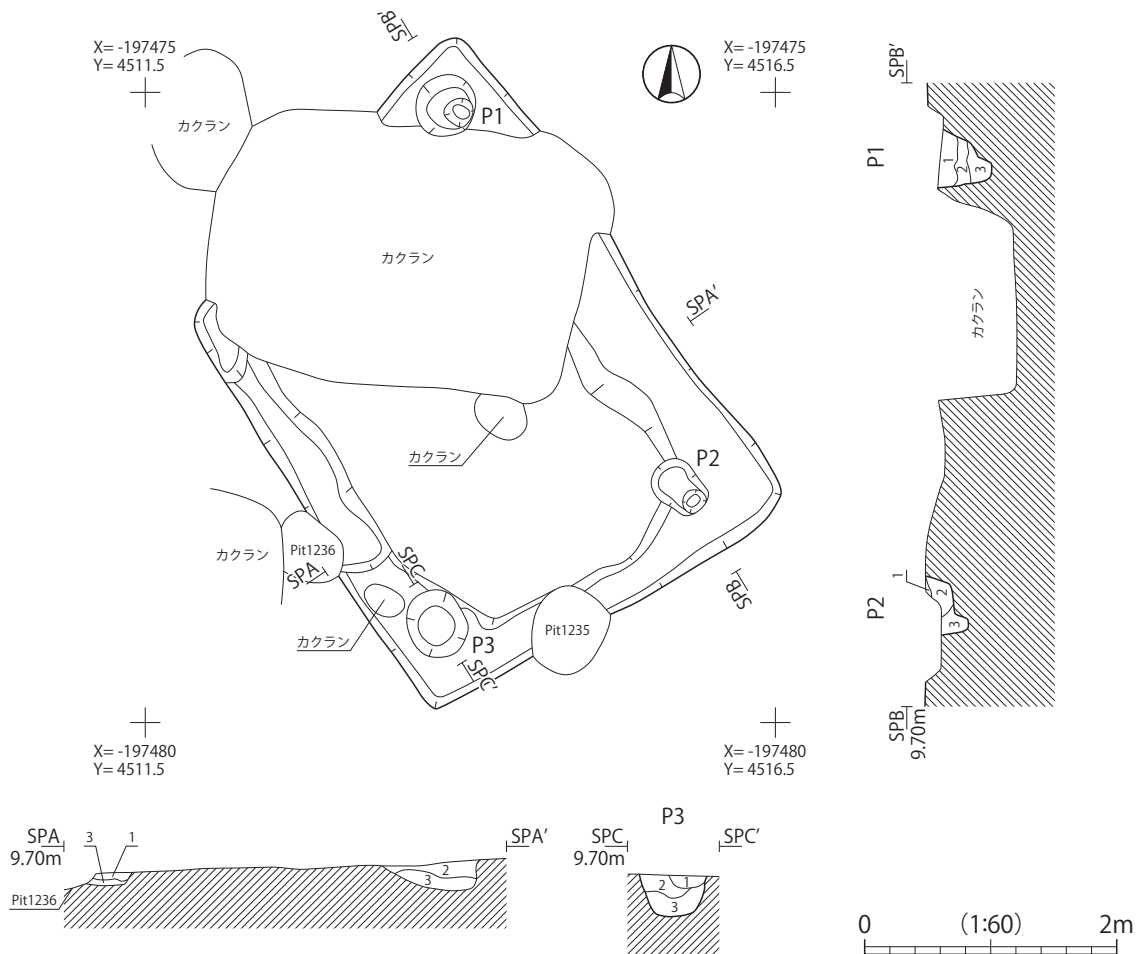 SPB'
X= -197475
Y= 4511.5
X= -197475
Y= 4516.5
SPB'
カクラン
P1
P1
1
2
3
カクラン
SPA'
カクラン
カクラン
P2
カクラン
Pit1236
SPA
SPC
SPB
1
2
3
P2
カクラン
P3
Pit1235
SPC'
SPB
9.70m
X= -197480
Y= 4511.5
X= -197480
Y= 4516.5
P3
SPA
9.70m
3
1
2
3
SPA'
Pit1236
SPC
9.70m
SPC'
2
1
3
0
(1:60)
2m